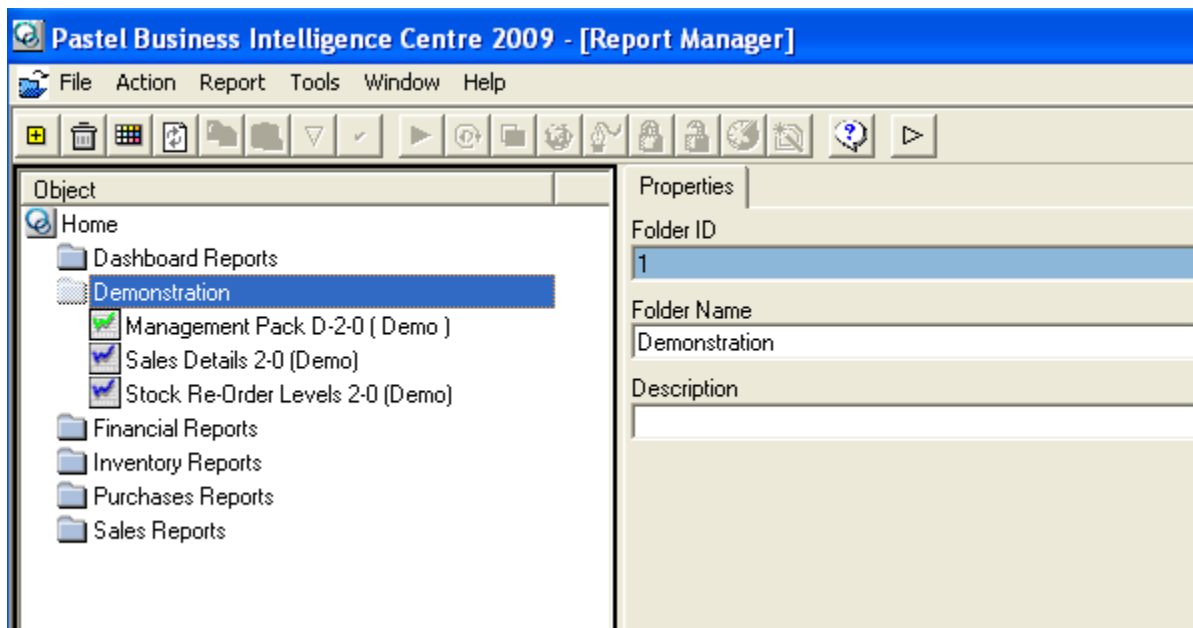 Pastel Business Intelligence Centre 2009 - [Report Manager]
File Action Report Tools Window Help
Object
Home
Dashboard Reports
Demonstration
Management Pack D-2-0 ( Demo )
Sales Details 2-0 (Demo)
Stock Re-Order Levels 2-0 (Demo)
Financial Reports
Inventory Reports
Purchases Reports
Sales Reports
Properties
Folder ID
1
Folder Name
Demonstration
Description